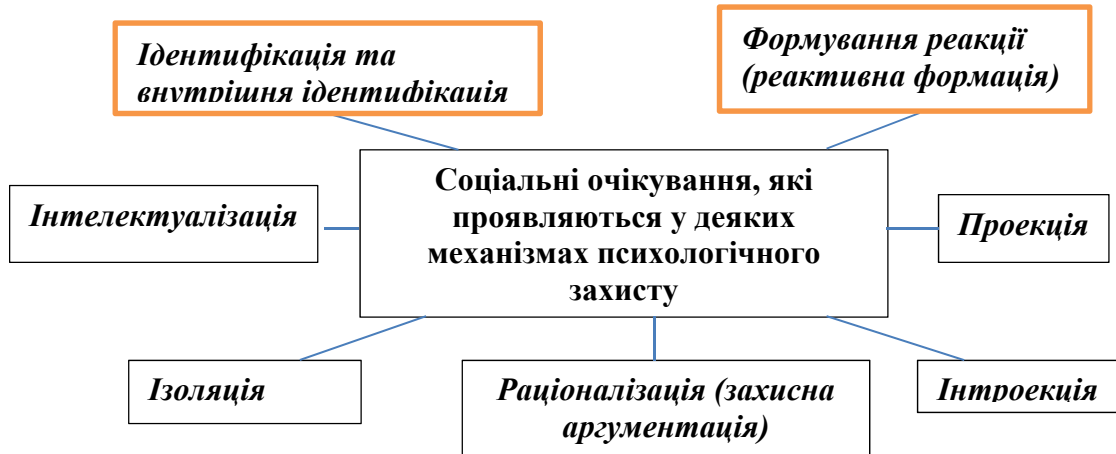 Ідентифікація та
внутрішня ідентифікація
Формування реакції
(реактивна формація)
Соціальні очікування, які
проявляються у деяких
механізмах психологічного
захисту
Інтелектуалізація
Проекція
Ізоляція
Раціоналізація (захисна
аргументація)
Інтроекція